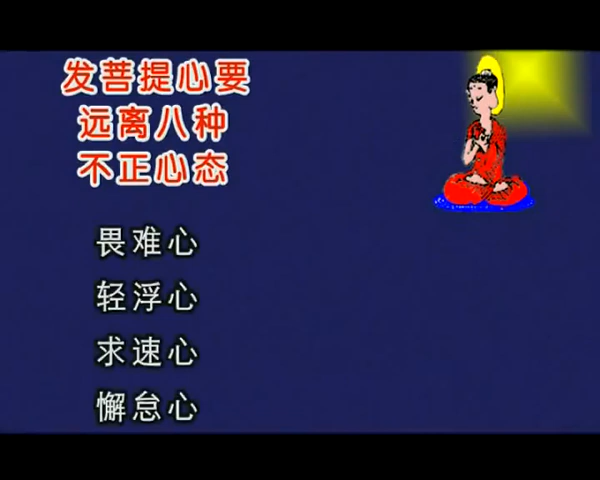 发菩提心要
远离八种
不正心态
畏难心
轻浮心
求速心
懈怠心